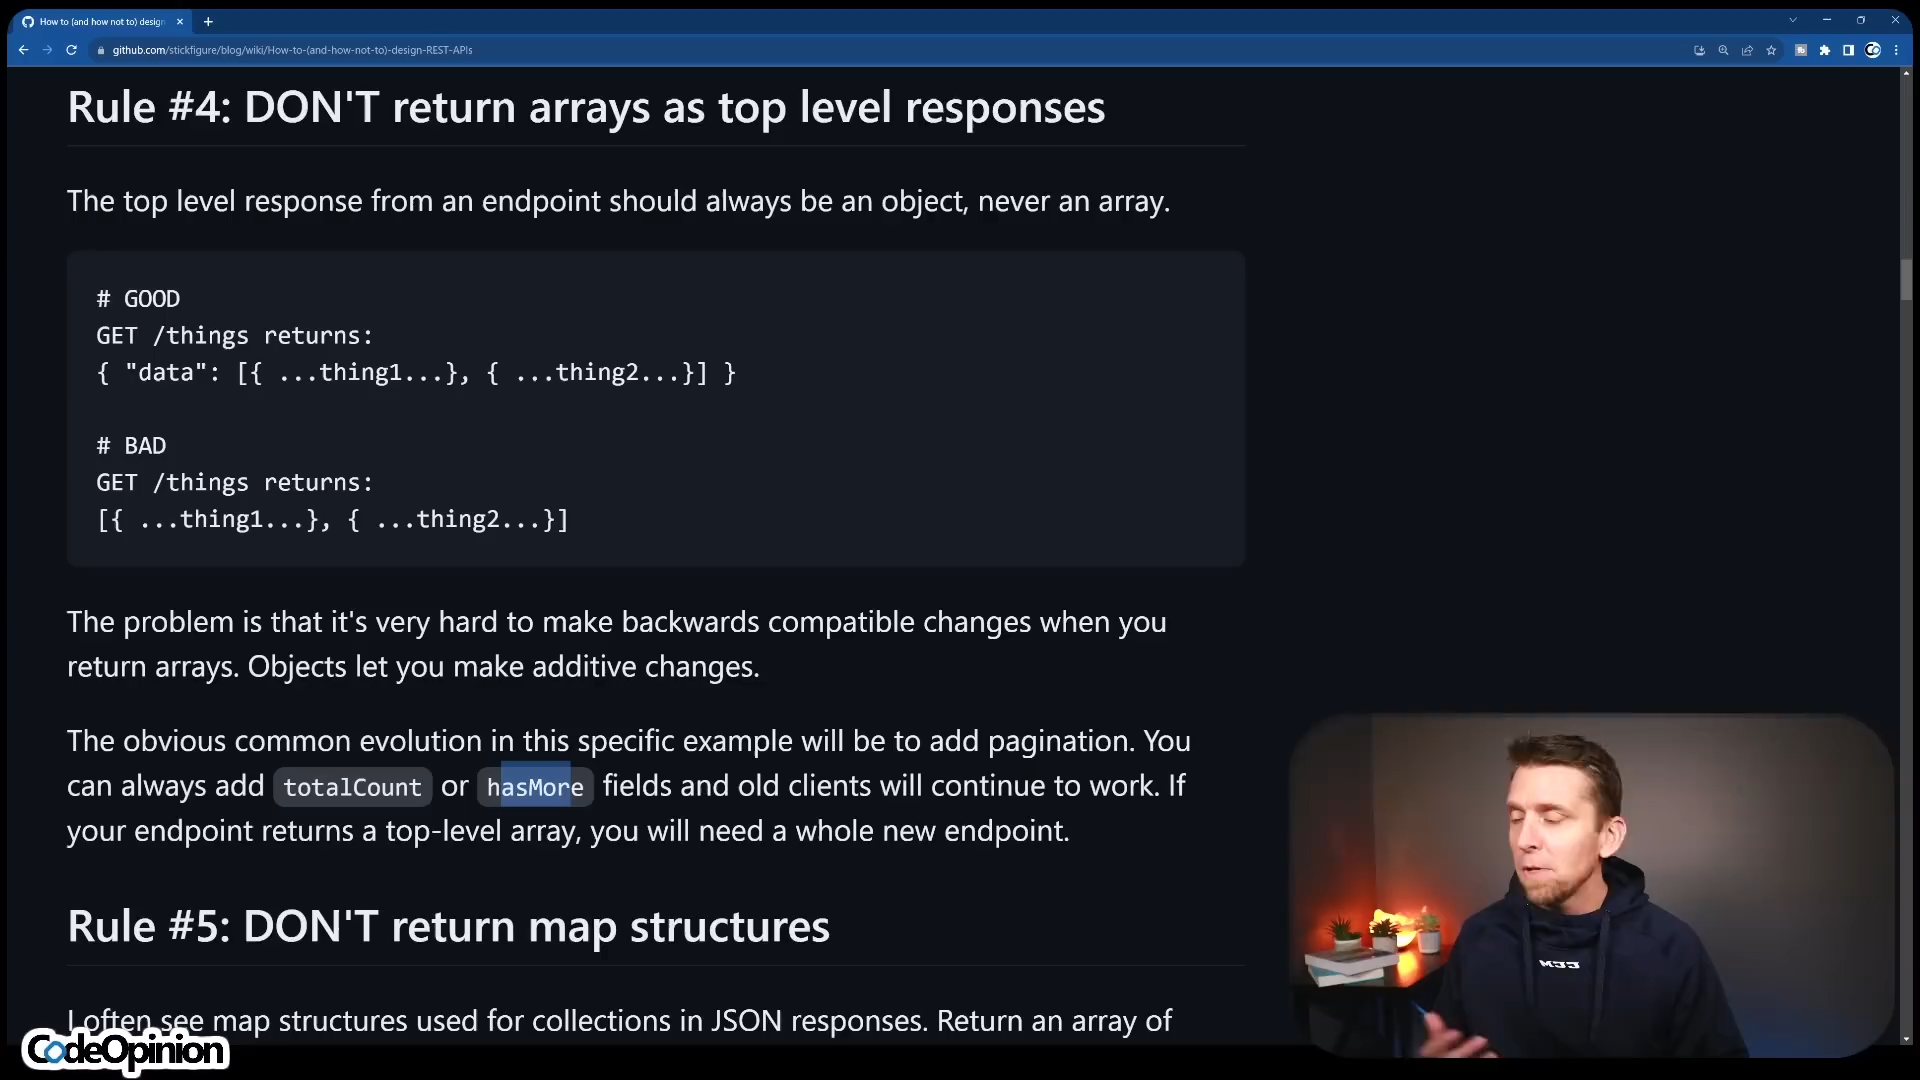 How to (and how not to) design
github.com/stickfigure/blog/wiki/How-to-(and-how-not-to)-design-REST-APIs
Rule #4: DON'T return arrays as top level responses
The top level response from an endpoint should always be an object, never an array.
# GOOD
GET /things returns:
{ "data": [{ ...thing1...}, { ...thing2...}] }
# BAD
GET /things returns:
[{ ...thing1...}, { ...thing2...}]
The problem is that it's very hard to make backwards compatible changes when you
return arrays. Objects let you make additive changes.
The obvious common evolution in this specific example will be to add pagination. You
can always add totalCount or hasMore fields and old clients will continue to work. If
your endpoint returns a top-level array, you will need a whole new endpoint.
Rule #5: DON'T return map structures
I often see map structures used for collections in JSON responses. Return an array of
CodeOpinion